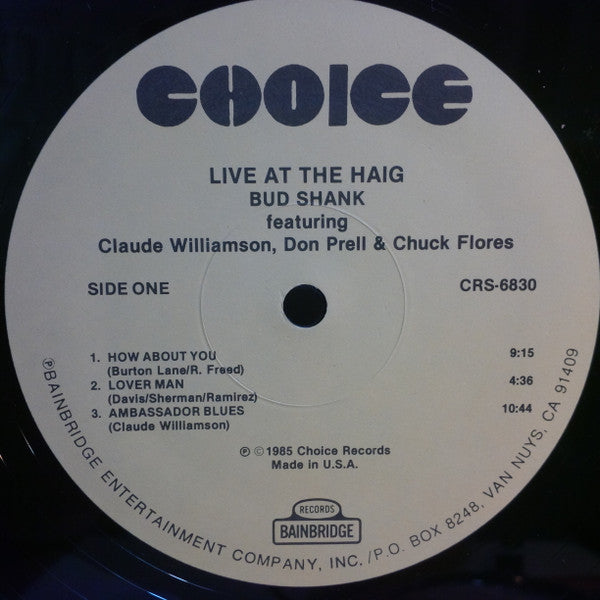 CHOICE
LIVE AT THE HAIG
BUD SHANK
featuring
Claude Williamson, Don Prell & Chuck Flores
SIDE ONE CRS-6830
1. HOW ABOUT YOU 9:15
(Burton Lane/R. Freed)
2. LOVER MAN 4:36
(Davis/Sherman/Ramirez)
3. AMBASSADOR BLUES 10:44
(Claude Williamson)
℗ © 1985 Choice Records
Made in U.S.A.
RECORDS
BAINBRIDGE
℗BAINBRIDGE ENTERTAINMENT COMPANY, INC. /P.O. BOX 8248, VAN NUYS, CA 91409